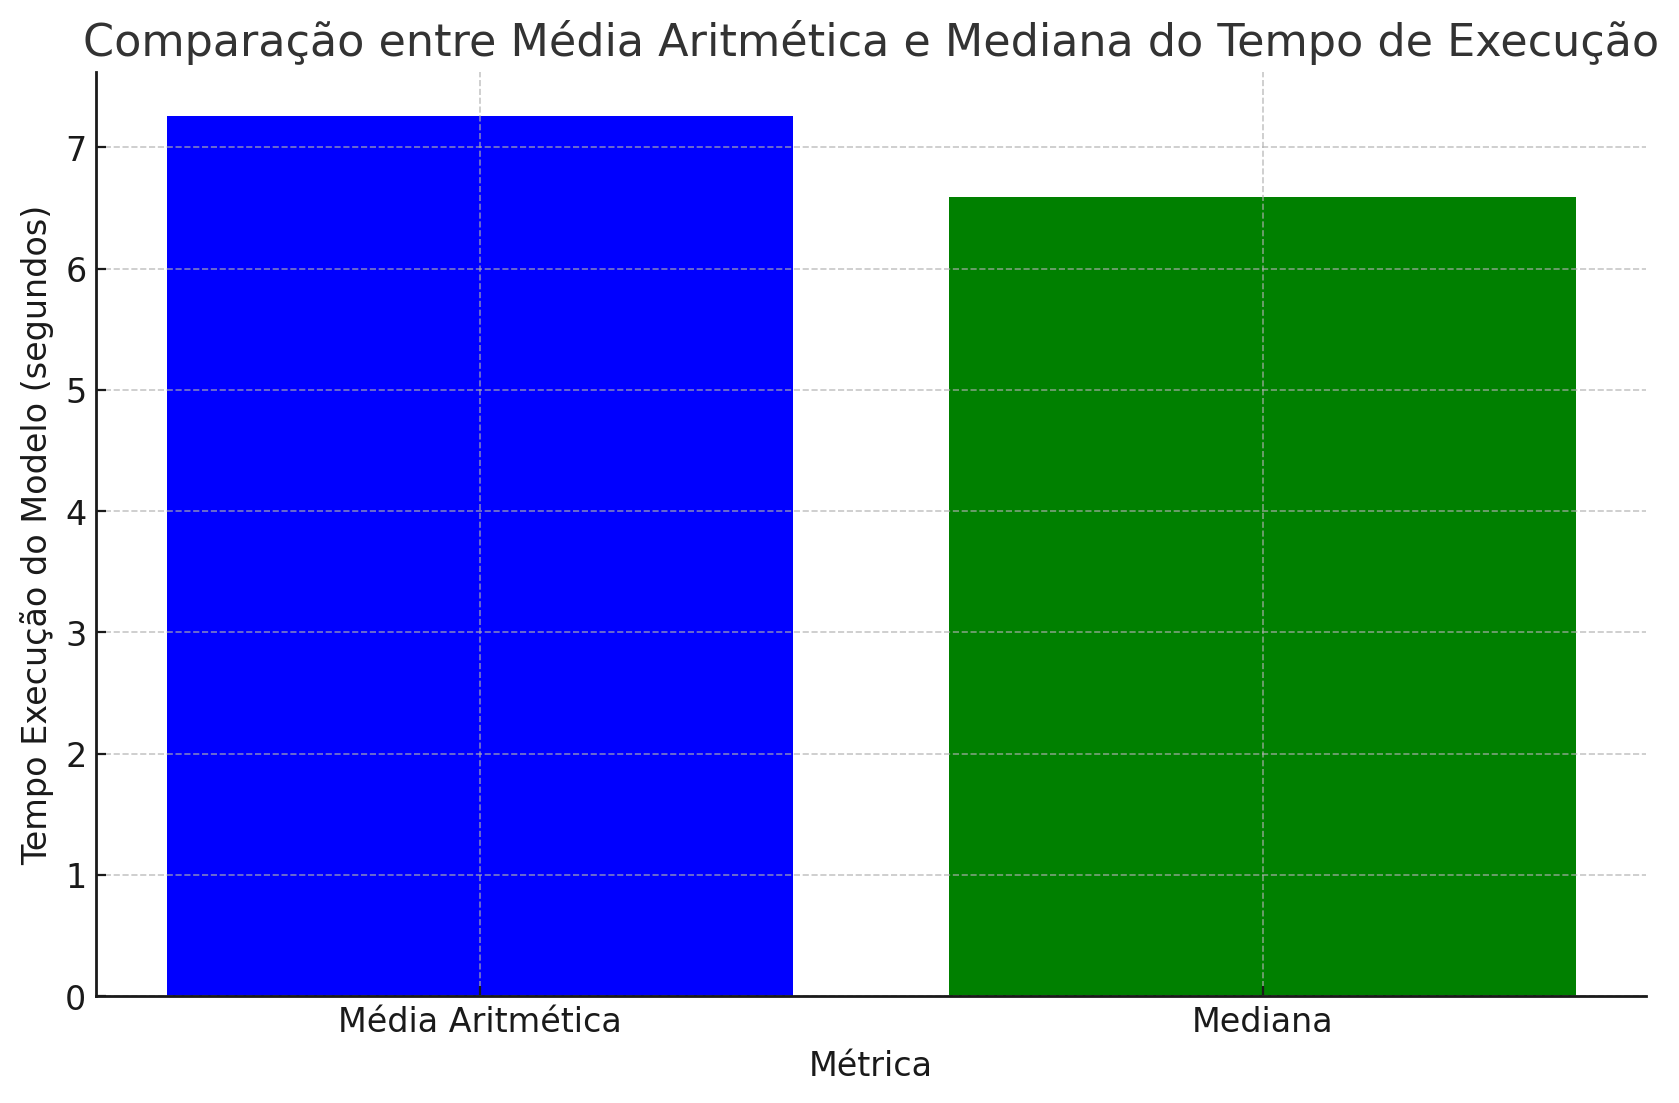 Comparação entre Média Aritmética e Mediana do Tempo de Execução
Tempo Execução do Modelo (segundos)
7
6
5
4
3
2
1
0
Média Aritmética
Mediana
Métrica